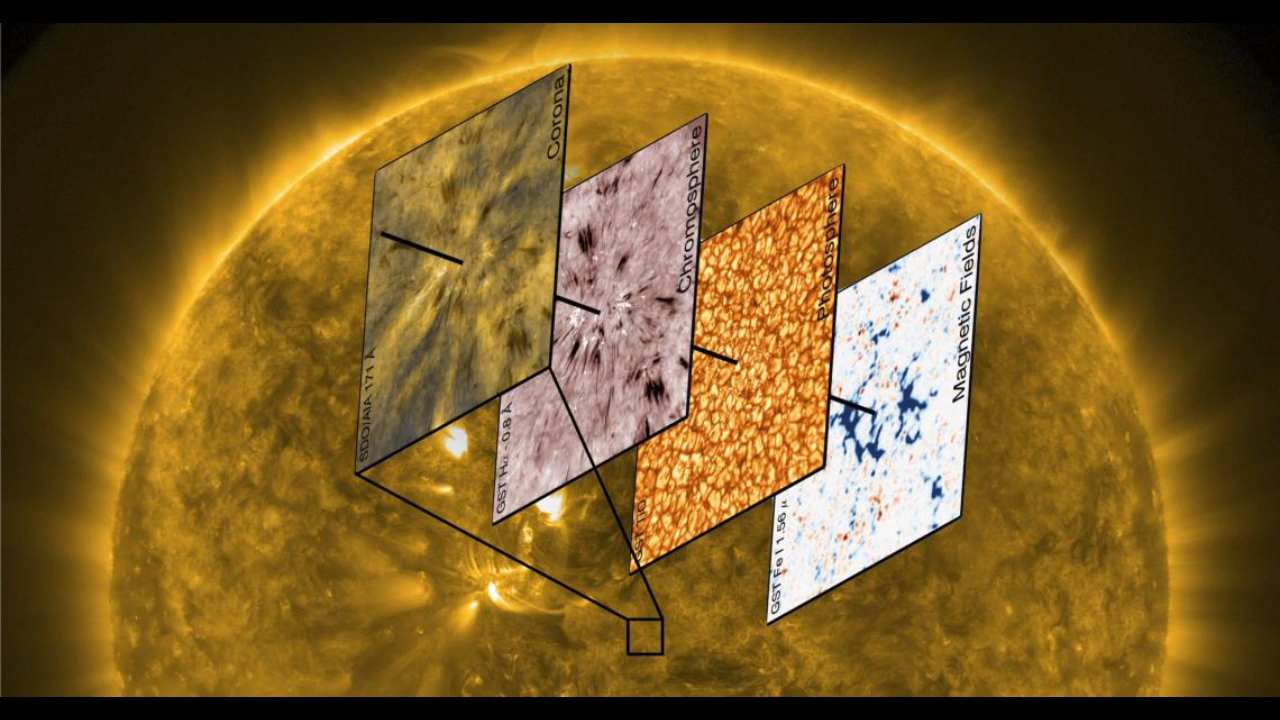 Corona
SDO/AIA 171 Å
Chromosphere
GST Hα - 0.8 Å
Photosphere
GST TiO
Magnetic Fields
GST Fe I 1.56 μ